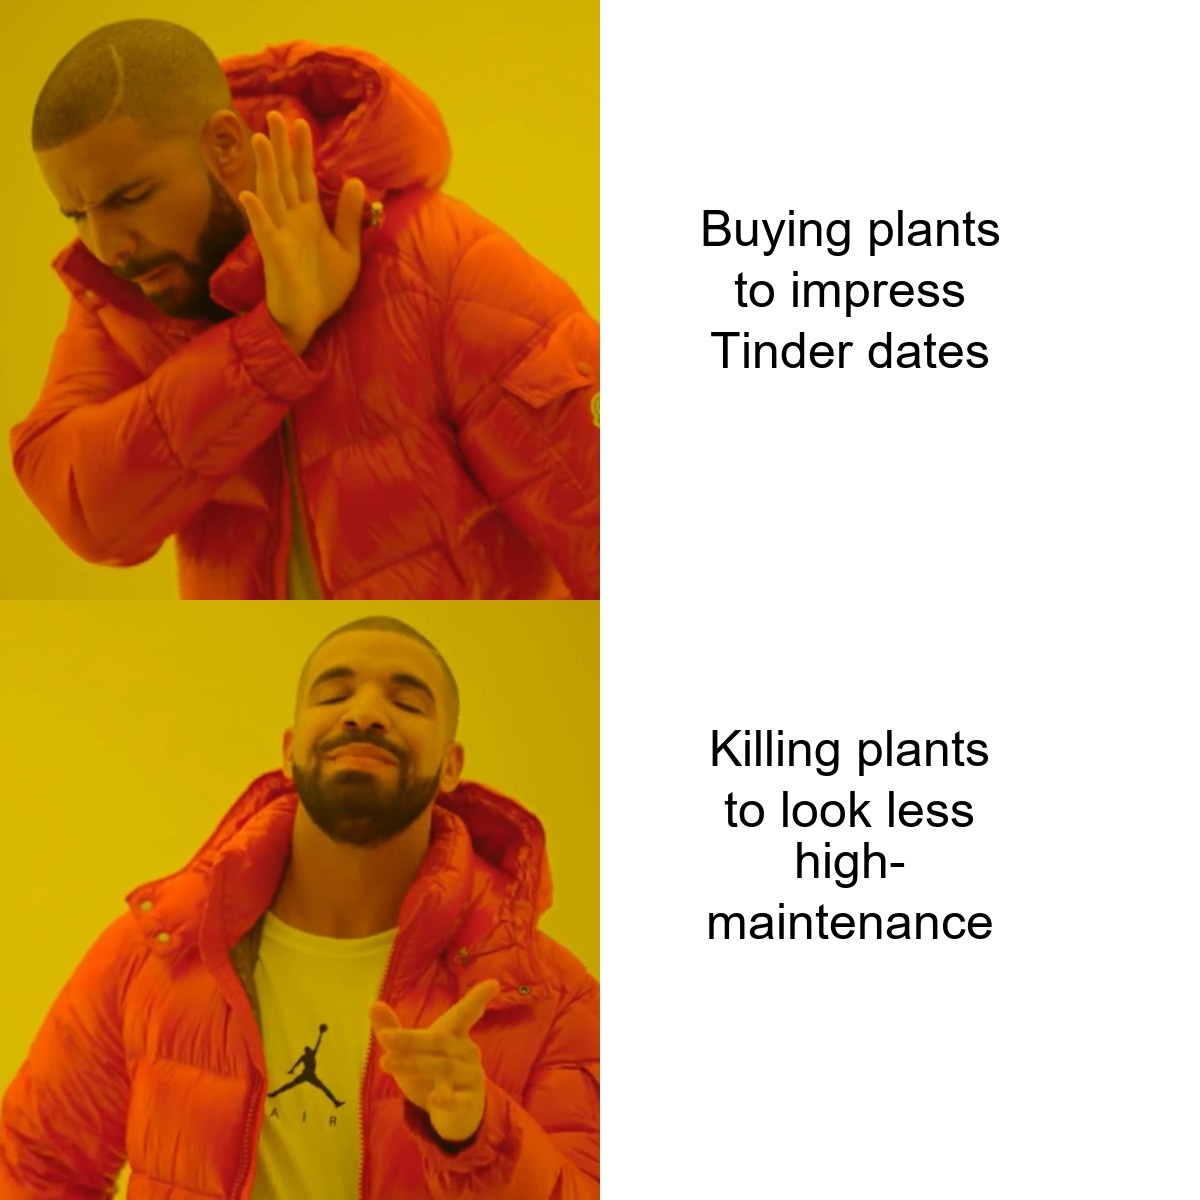 Buying plants
to impress
Tinder dates
Killing plants
to look less
high-
maintenance
AIR